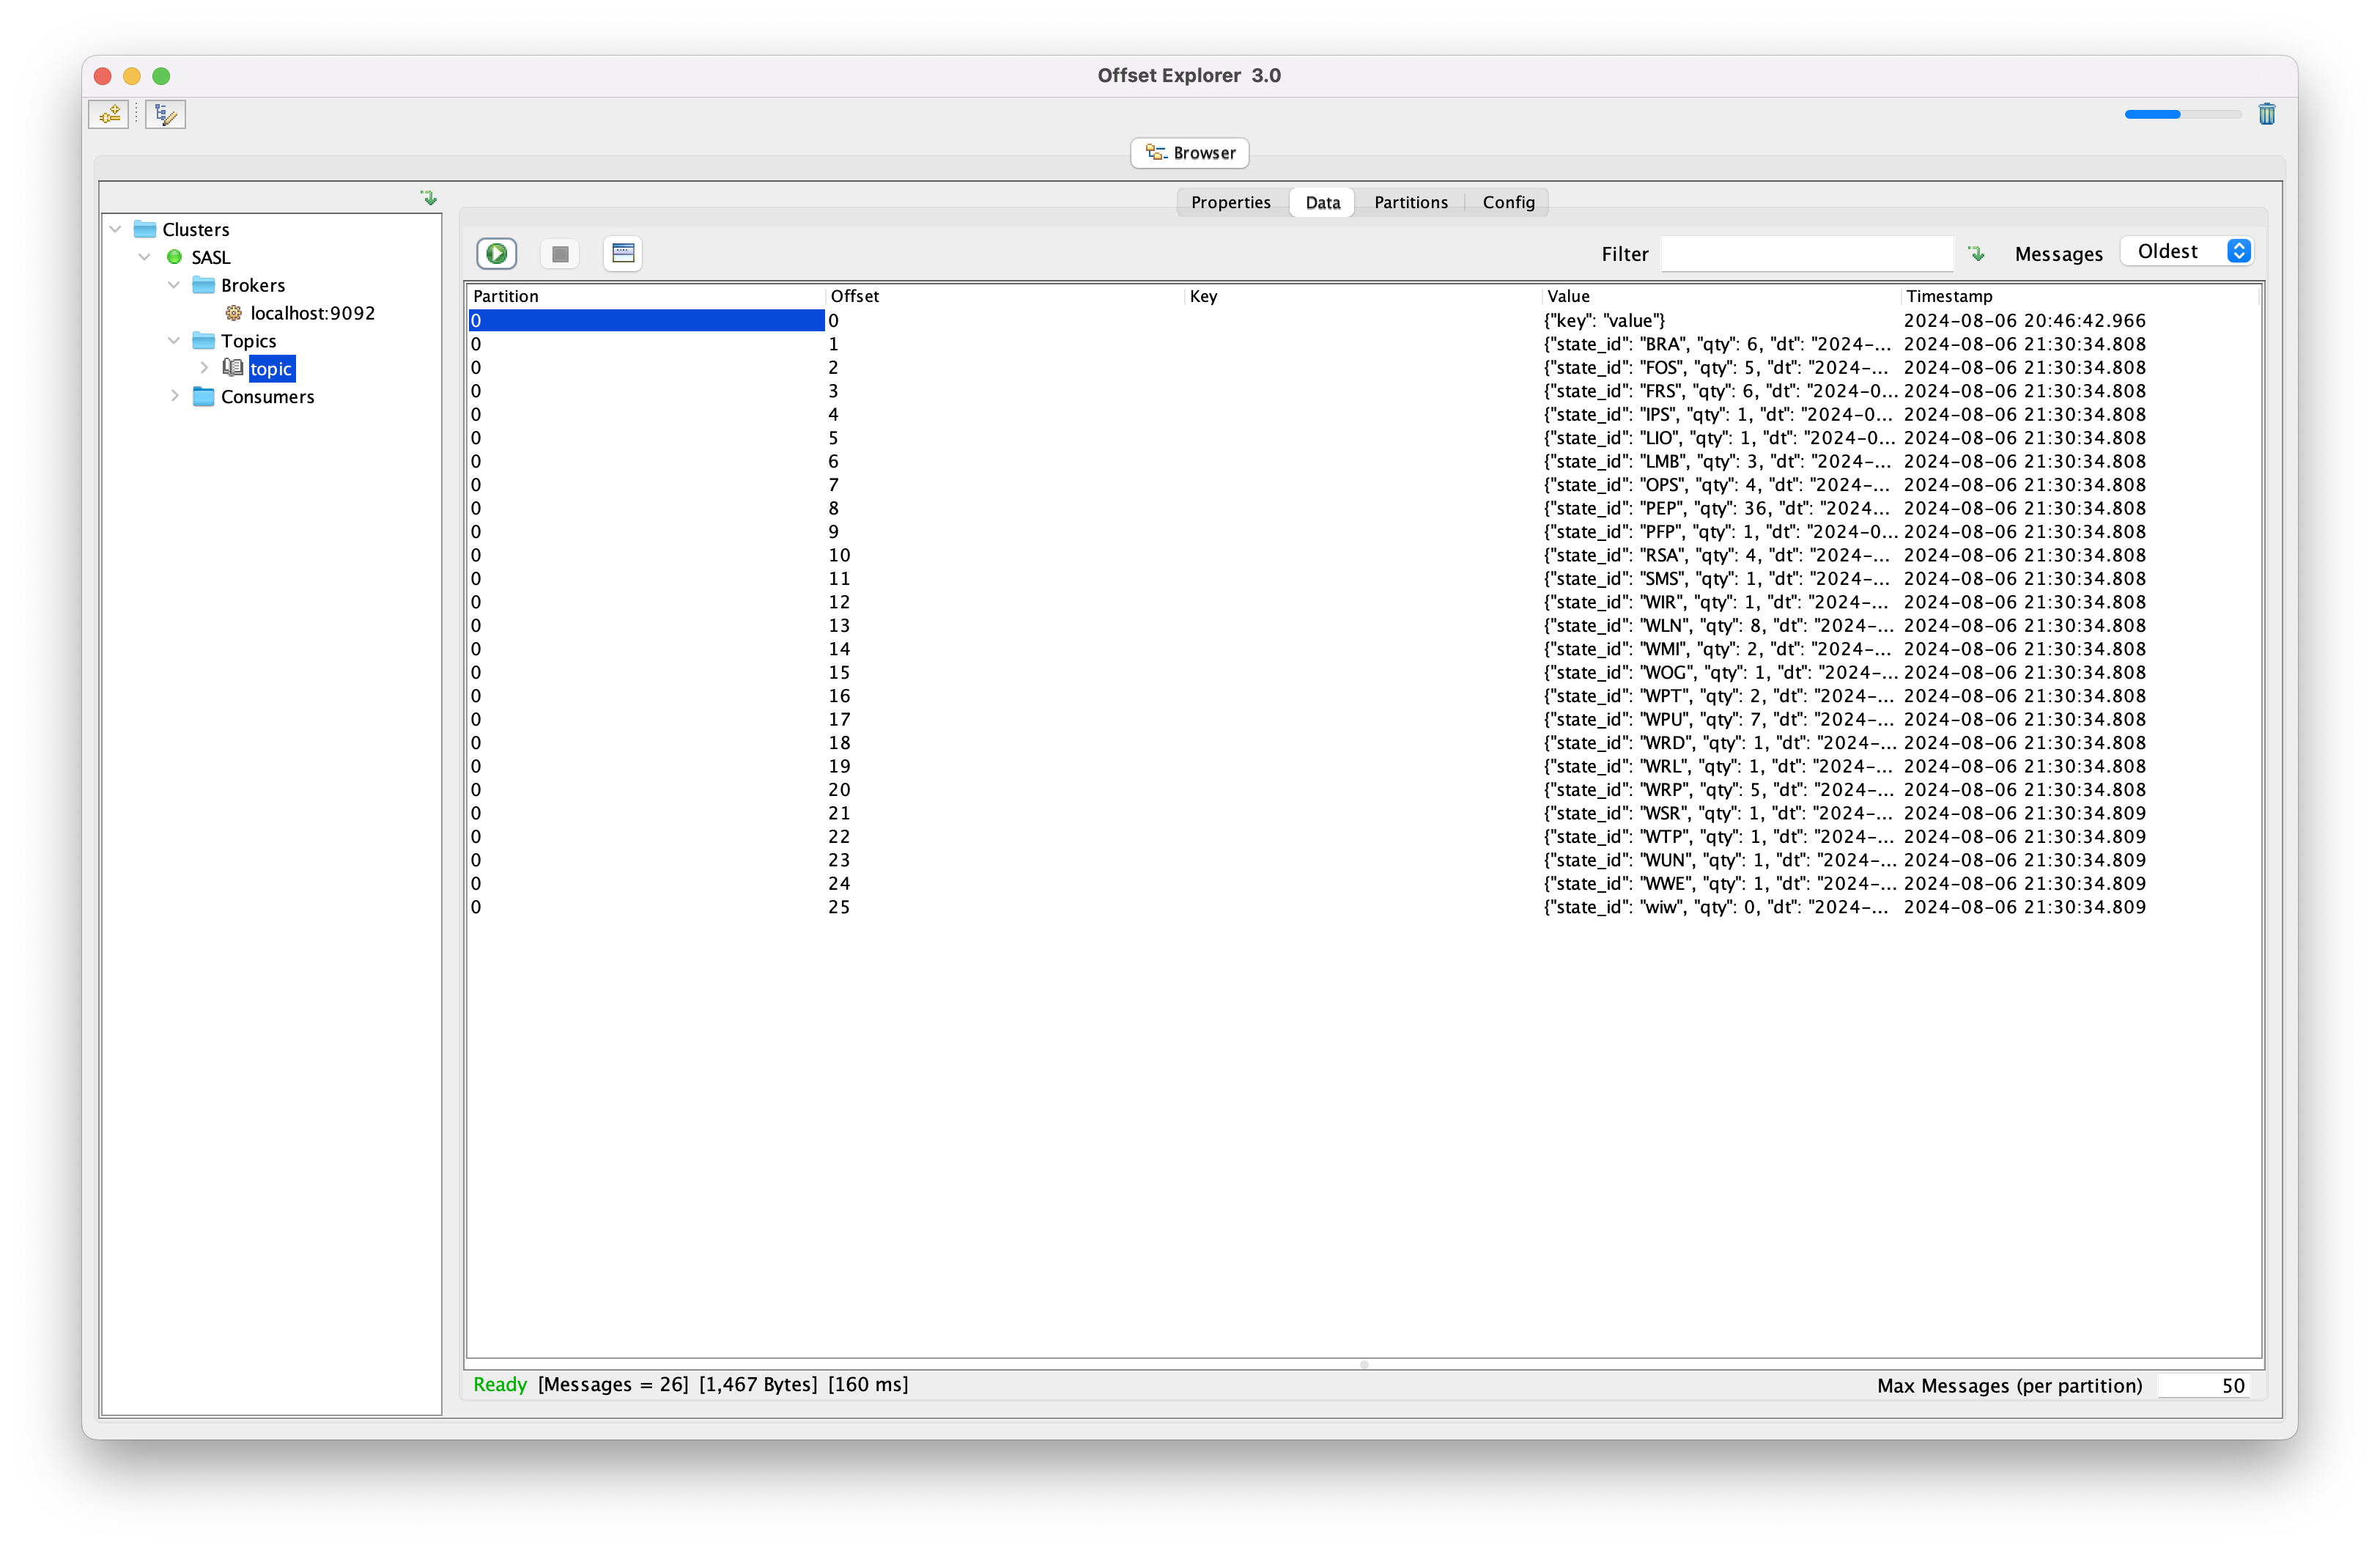 Offset Explorer 3.0
Browser
Clusters
SASL
Brokers
localhost:9092
Topics
topic
Consumers
Properties Data Partitions Config
Filter Messages Oldest
Partition Offset Key Value Timestamp
0 0 {"key": "value"} 2024-08-06 20:46:42.966
0 1 {"state_id": "BRA", "qty": 6, "dt": "2024-... 2024-08-06 21:30:34.808
0 2 {"state_id": "FOS", "qty": 5, "dt": "2024-... 2024-08-06 21:30:34.808
0 3 {"state_id": "FRS", "qty": 6, "dt": "2024-0... 2024-08-06 21:30:34.808
0 4 {"state_id": "IPS", "qty": 1, "dt": "2024-0... 2024-08-06 21:30:34.808
0 5 {"state_id": "LIO", "qty": 1, "dt": "2024-0... 2024-08-06 21:30:34.808
0 6 {"state_id": "LMB", "qty": 3, "dt": "2024-... 2024-08-06 21:30:34.808
0 7 {"state_id": "OPS", "qty": 4, "dt": "2024-... 2024-08-06 21:30:34.808
0 8 {"state_id": "PEP", "qty": 36, "dt": "2024... 2024-08-06 21:30:34.808
0 9 {"state_id": "PFP", "qty": 1, "dt": "2024-0... 2024-08-06 21:30:34.808
0 10 {"state_id": "RSA", "qty": 4, "dt": "2024-... 2024-08-06 21:30:34.808
0 11 {"state_id": "SMS", "qty": 1, "dt": "2024-... 2024-08-06 21:30:34.808
0 12 {"state_id": "WIR", "qty": 1, "dt": "2024-... 2024-08-06 21:30:34.808
0 13 {"state_id": "WLN", "qty": 8, "dt": "2024-... 2024-08-06 21:30:34.808
0 14 {"state_id": "WMI", "qty": 2, "dt": "2024-... 2024-08-06 21:30:34.808
0 15 {"state_id": "WOG", "qty": 1, "dt": "2024-... 2024-08-06 21:30:34.808
0 16 {"state_id": "WPT", "qty": 2, "dt": "2024-... 2024-08-06 21:30:34.808
0 17 {"state_id": "WPU", "qty": 7, "dt": "2024-... 2024-08-06 21:30:34.808
0 18 {"state_id": "WRD", "qty": 1, "dt": "2024-... 2024-08-06 21:30:34.808
0 19 {"state_id": "WRL", "qty": 1, "dt": "2024-... 2024-08-06 21:30:34.808
0 20 {"state_id": "WRP", "qty": 5, "dt": "2024-... 2024-08-06 21:30:34.808
0 21 {"state_id": "WSR", "qty": 1, "dt": "2024-... 2024-08-06 21:30:34.809
0 22 {"state_id": "WTP", "qty": 1, "dt": "2024-... 2024-08-06 21:30:34.809
0 23 {"state_id": "WUN", "qty": 1, "dt": "2024-... 2024-08-06 21:30:34.809
0 24 {"state_id": "WWE", "qty": 1, "dt": "2024-... 2024-08-06 21:30:34.809
0 25 {"state_id": "wiw", "qty": 0, "dt": "2024-... 2024-08-06 21:30:34.809
Ready [Messages = 26] [1,467 Bytes] [160 ms] Max Messages (per partition) 50